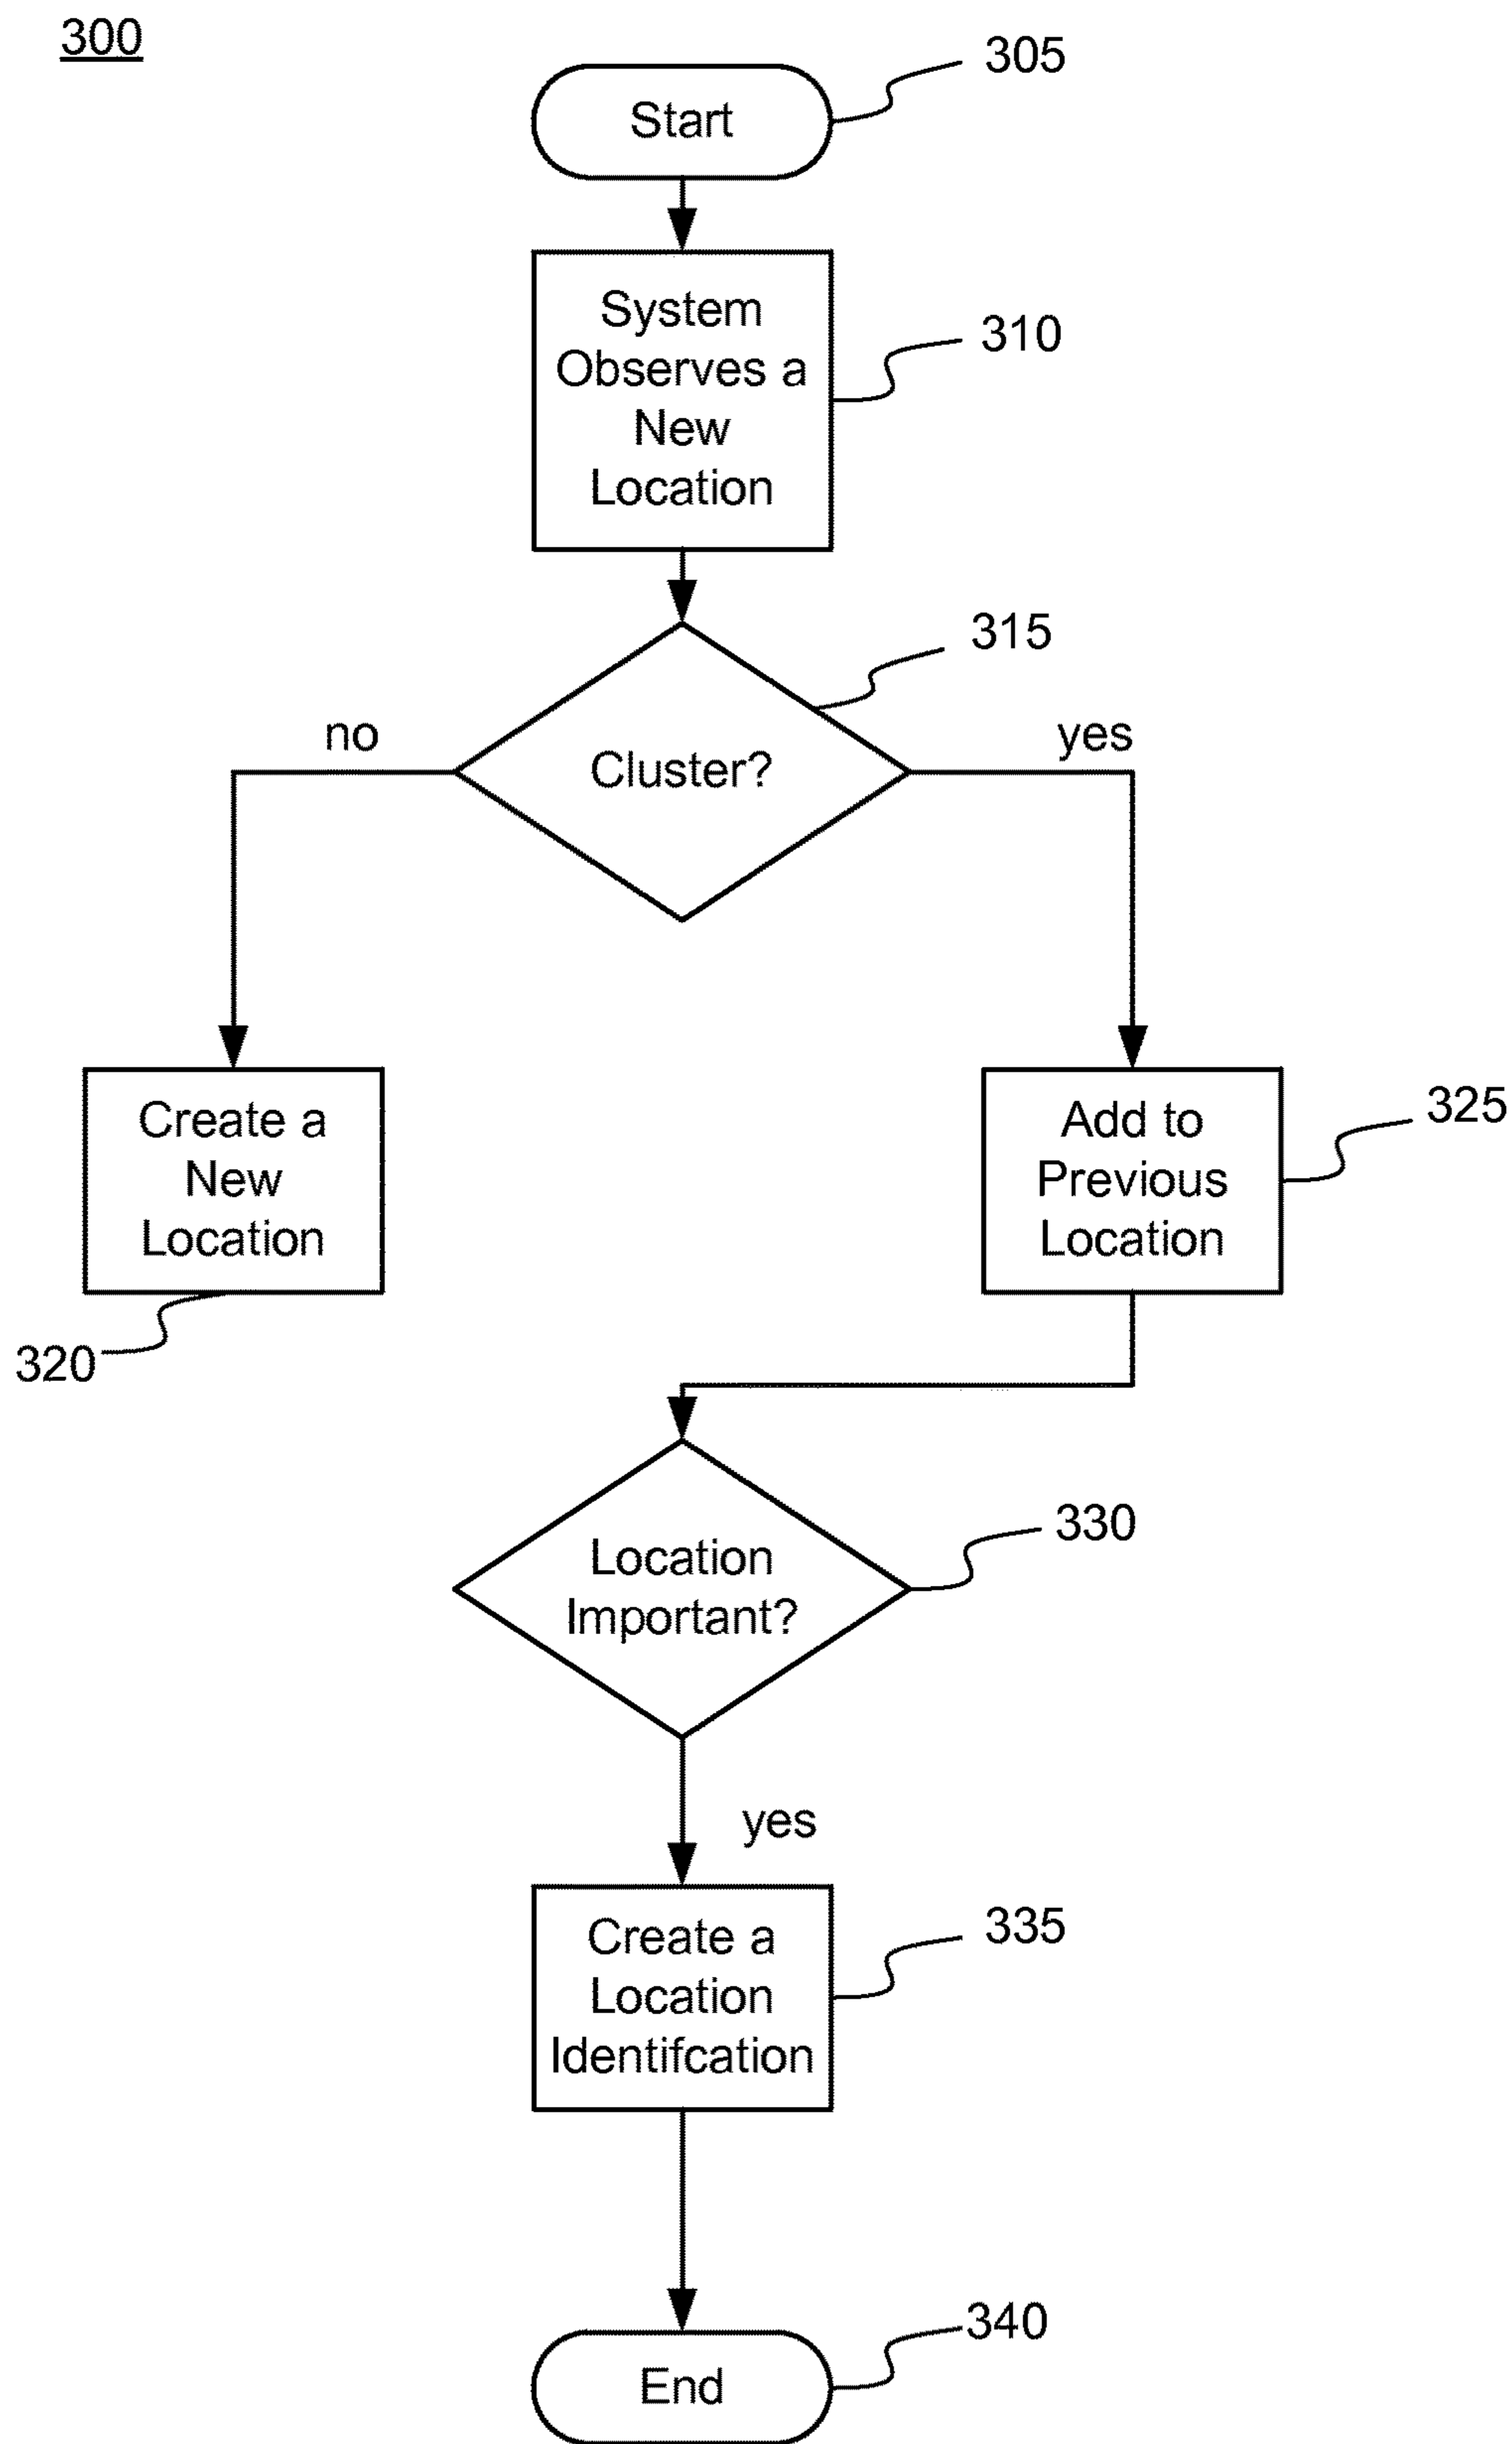 300
305
Start
System
Observes a
New
Location
310
315
no
Cluster?
yes
Create a
New
Location
320
Add to
Previous
Location
325
Location
Important?
330
yes
Create a
Location
Identifcation
335
340
End